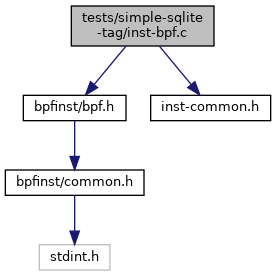 tests/simple-sqlite
-tag/inst-bpf.c
bpfinst/bpf.h
inst-common.h
bpfinst/common.h
stdint.h